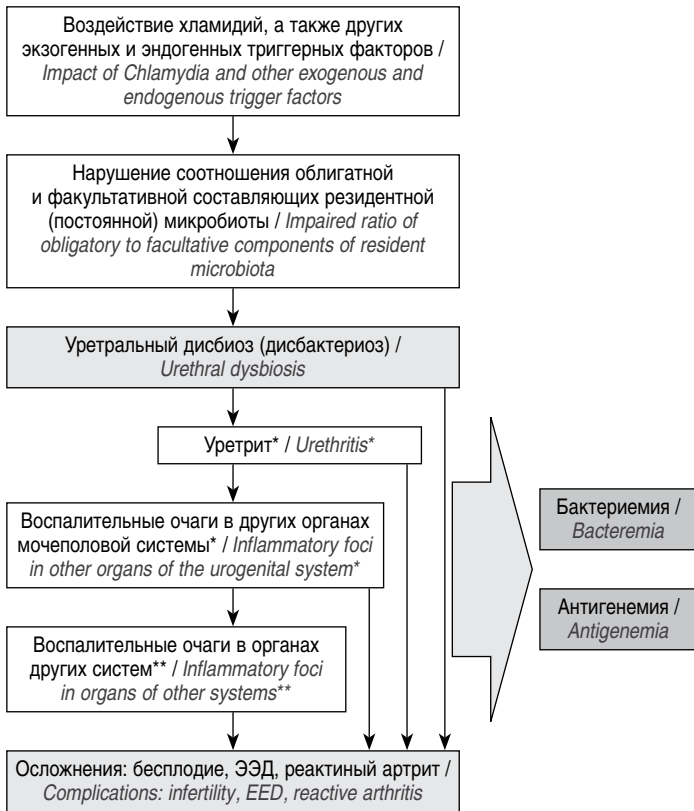 Воздействие хламидий, а также других
экзогенных и эндогенных триггерных факторов /
Impact of Chlamydia and other exogenous and
endogenous trigger factors
Нарушение соотношения облигатной
и факультативной составляющих резидентной
(постоянной) микробиоты / Impaired ratio of
obligatory to facultative components of resident
microbiota
Уретральный дисбиоз (дисбактериоз) /
Urethral dysbiosis
Уретрит* / Urethritis*
Воспалительные очаги в других органах
мочеполовой системы* / Inflammatory foci
in other organs of the urogenital system*
Воспалительные очаги в органах
других систем** / Inflammatory foci
in organs of other systems**
Осложнения: бесплодие, ЭЭД, реактиный артрит /
Complications: infertility, EED, reactive arthritis
Бактериемия /
Bacteremia
Антигенемия /
Antigenemia